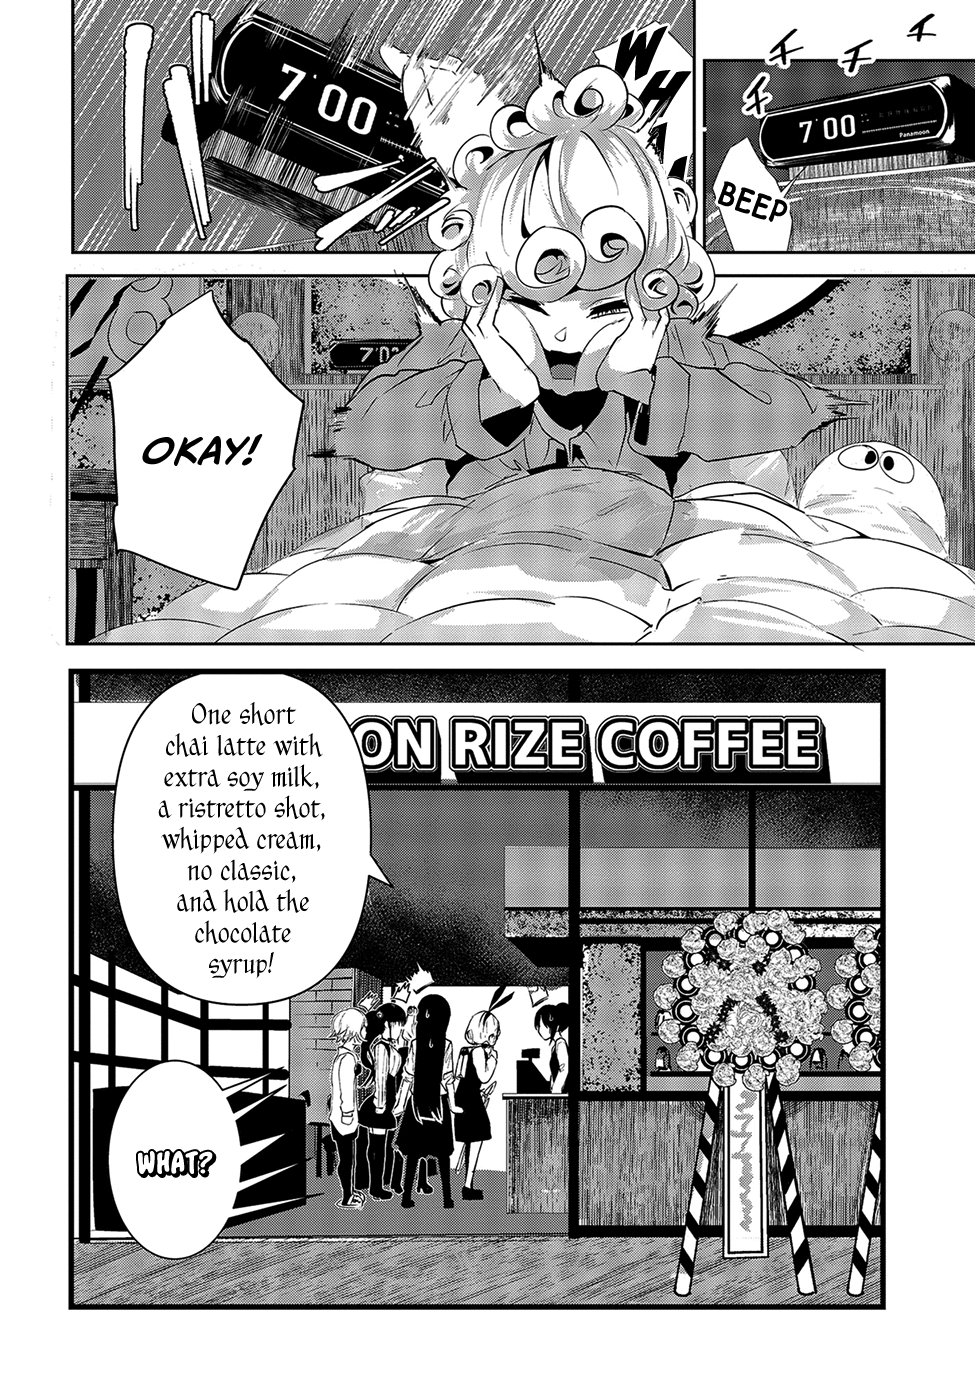 チ チ チ チ
7:00
Panamoon
BEEP
7:00
OKAY!
ON RIZE COFFEE
One short
chai latte with
extra soy milk,
a ristretto shot,
whipped cream,
no classic,
and hold the
chocolate
syrup!
WHAT?